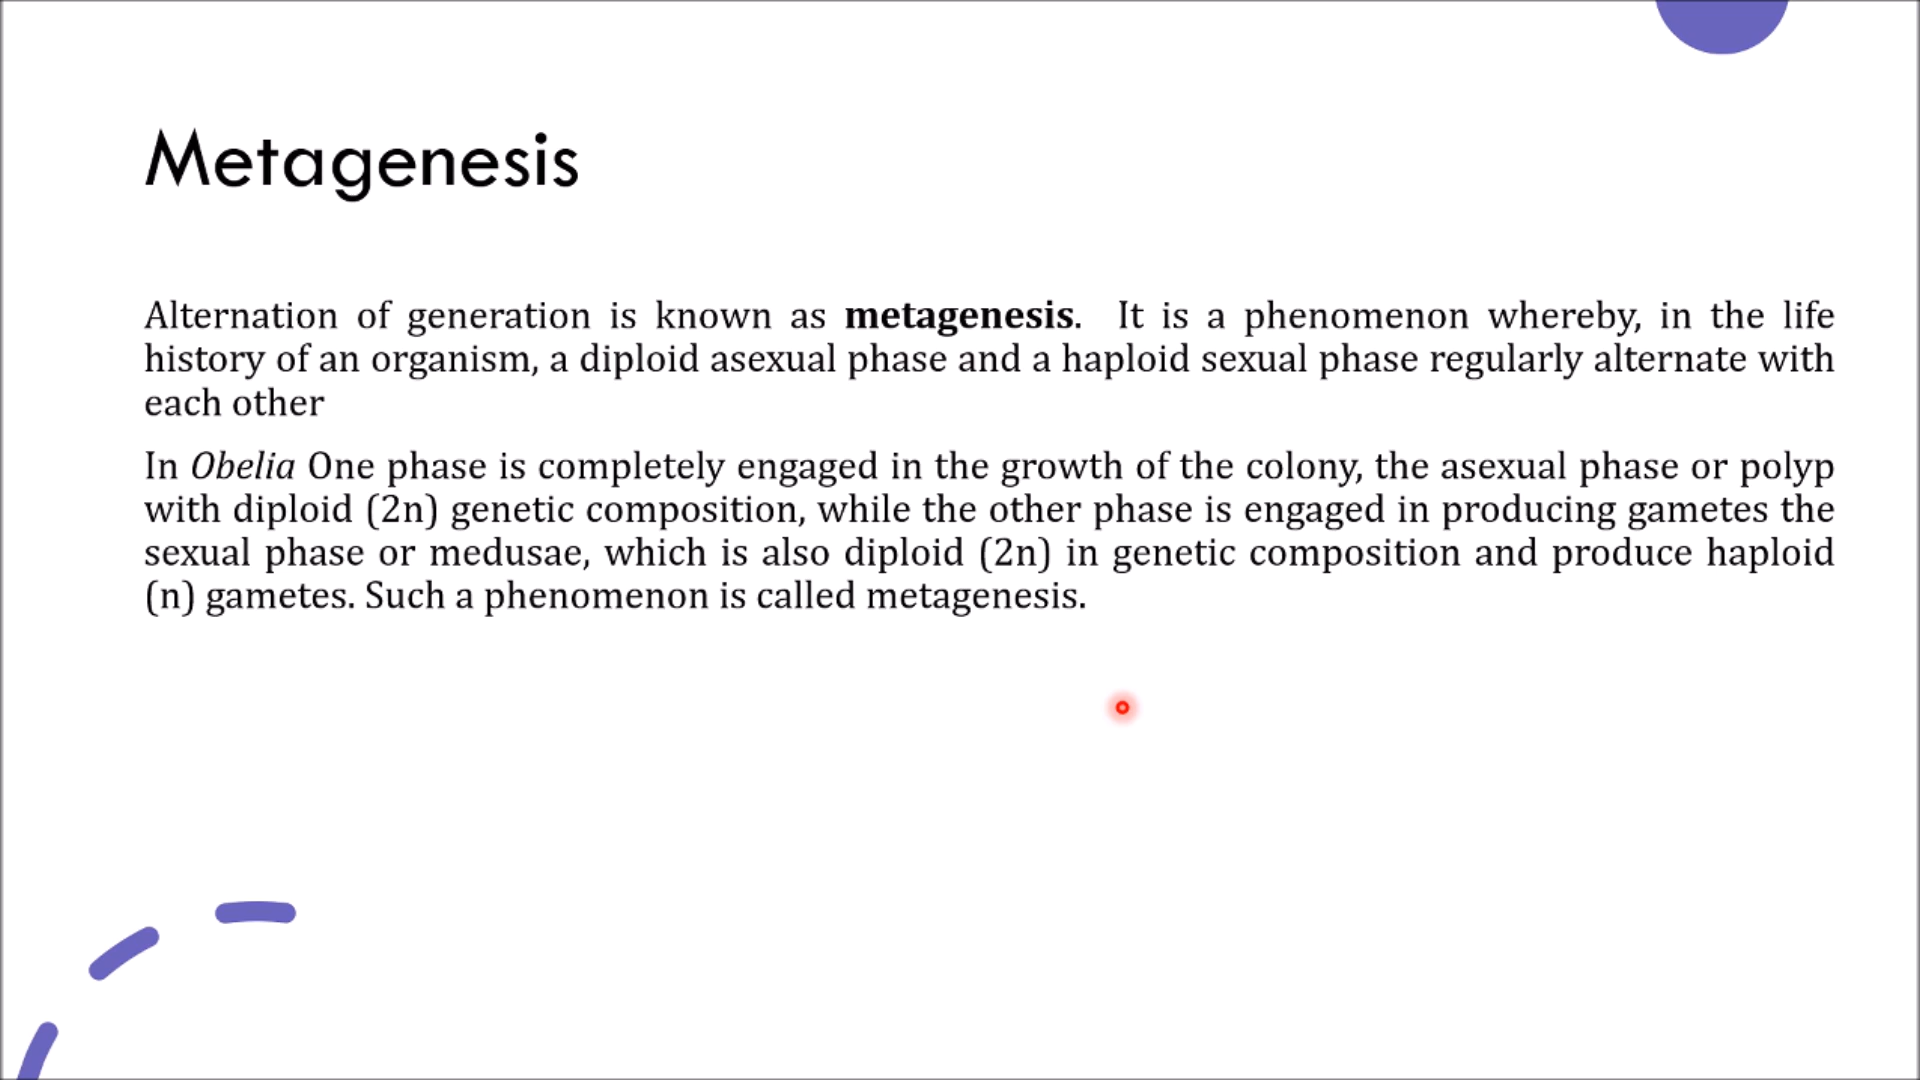 Metagenesis
Alternation of generation is known as metagenesis. It is a phenomenon whereby, in the life
history of an organism, a diploid asexual phase and a haploid sexual phase regularly alternate with
each other
In Obelia One phase is completely engaged in the growth of the colony, the asexual phase or polyp
with diploid (2n) genetic composition, while the other phase is engaged in producing gametes the
sexual phase or medusae, which is also diploid (2n) in genetic composition and produce haploid
(n) gametes. Such a phenomenon is called metagenesis.